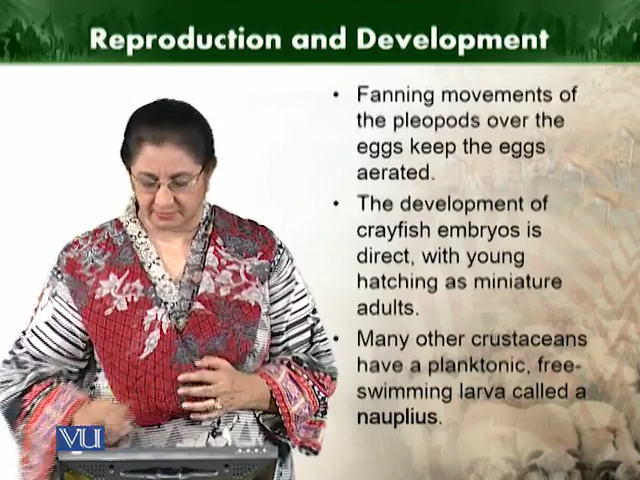 Reproduction and Development
• Fanning movements of
the pleopods over the
eggs keep the eggs
aerated.
• The development of
crayfish embryos is
direct, with young
hatching as miniature
adults.
• Many other crustaceans
have a planktonic, free-
swimming larva called a
nauplius.
VU